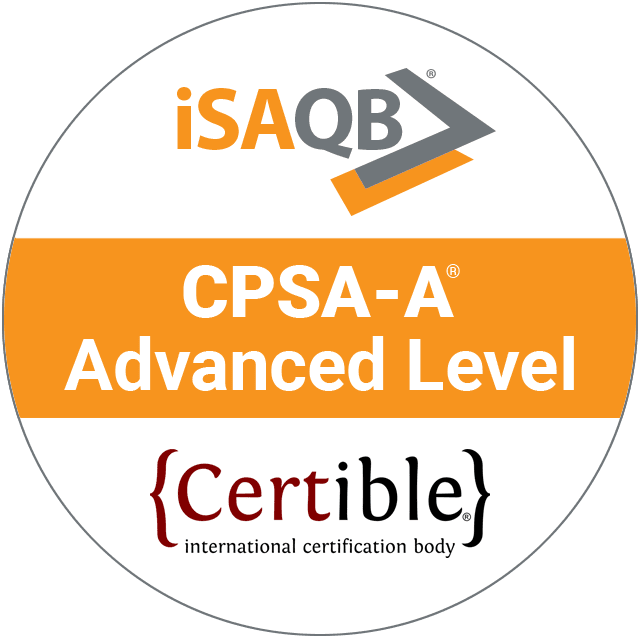 iSAQB®
CPSA-A®
Advanced Level
{Certible®}
international certification body